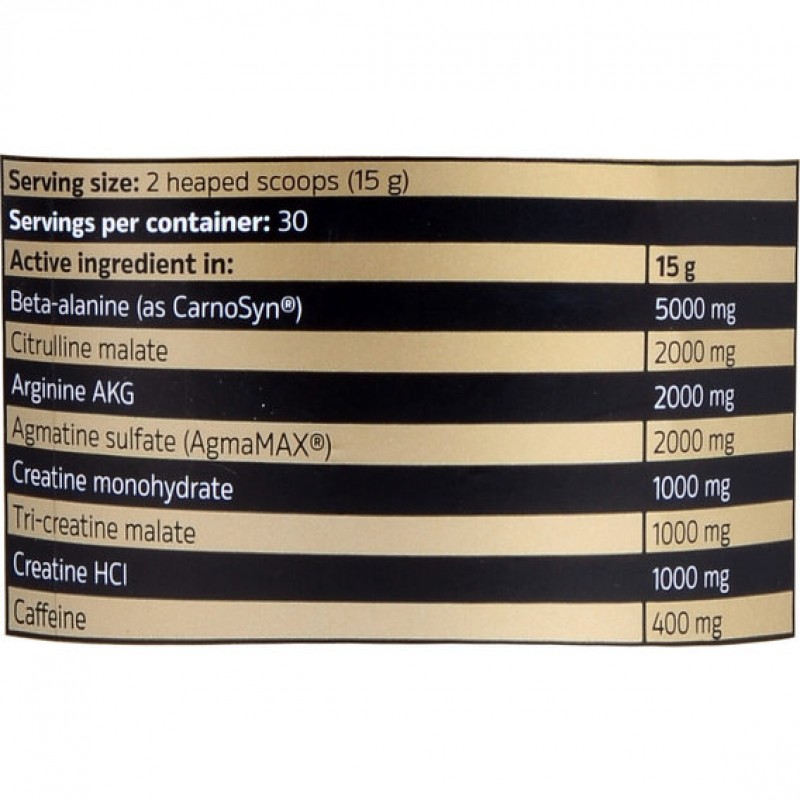 Serving size: 2 heaped scoops (15 g)
Servings per container: 30
Active ingredient in: 15 g
Beta-alanine (as CarnoSyn®) 5000 mg
Citrulline malate 2000 mg
Arginine AKG 2000 mg
Agmatine sulfate (AgmaMAX®) 2000 mg
Creatine monohydrate 1000 mg
Tri-creatine malate 1000 mg
Creatine HCl 1000 mg
Caffeine 400 mg